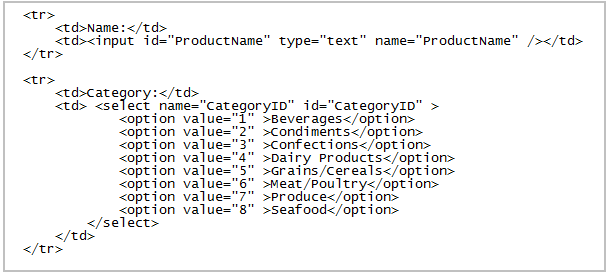 <tr>
<td>Name:</td>
<td><input id="ProductName" type="text" name="ProductName" /></td>
</tr>
<tr>
<td>Category:</td>
<td> <select name="CategoryID" id="CategoryID" >
<option value="1" >Beverages</option>
<option value="2" >Condiments</option>
<option value="3" >Confections</option>
<option value="4" >Dairy Products</option>
<option value="5" >Grains/Cereals</option>
<option value="6" >Meat/Poultry</option>
<option value="7" >Produce</option>
<option value="8" >Seafood</option>
</select>
</td>
</tr>